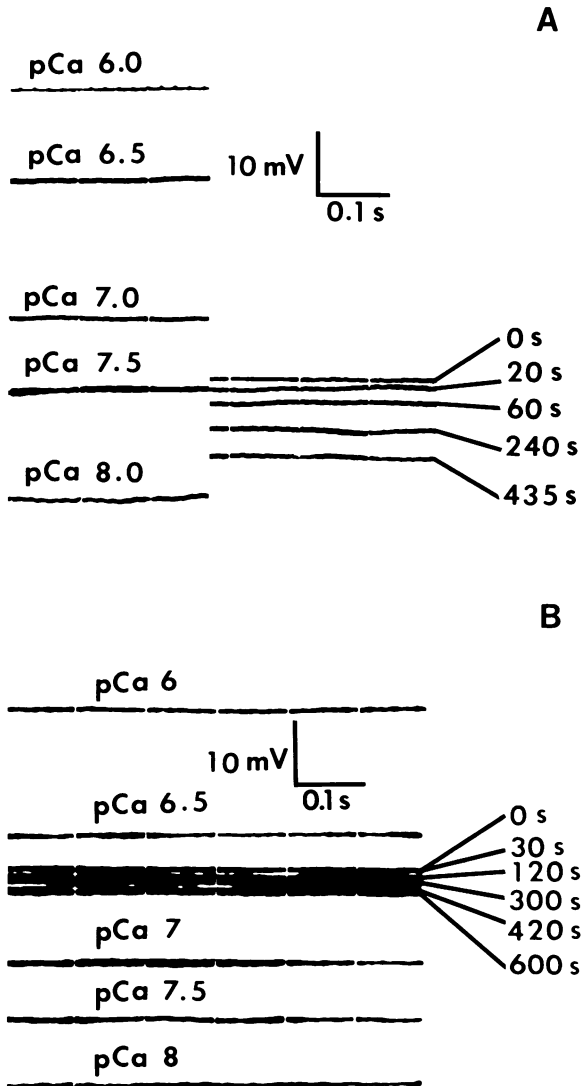 A
pCa 6.0
pCa 6.5
10 mV
0.1 s
pCa 7.0
0 s
pCa 7.5
20 s
60 s
240 s
pCa 8.0
435 s
B
pCa 6
10 mV
0.1 s
pCa 6.5
0 s
30 s
120 s
300 s
pCa 7
420 s
600 s
pCa 7.5
pCa 8